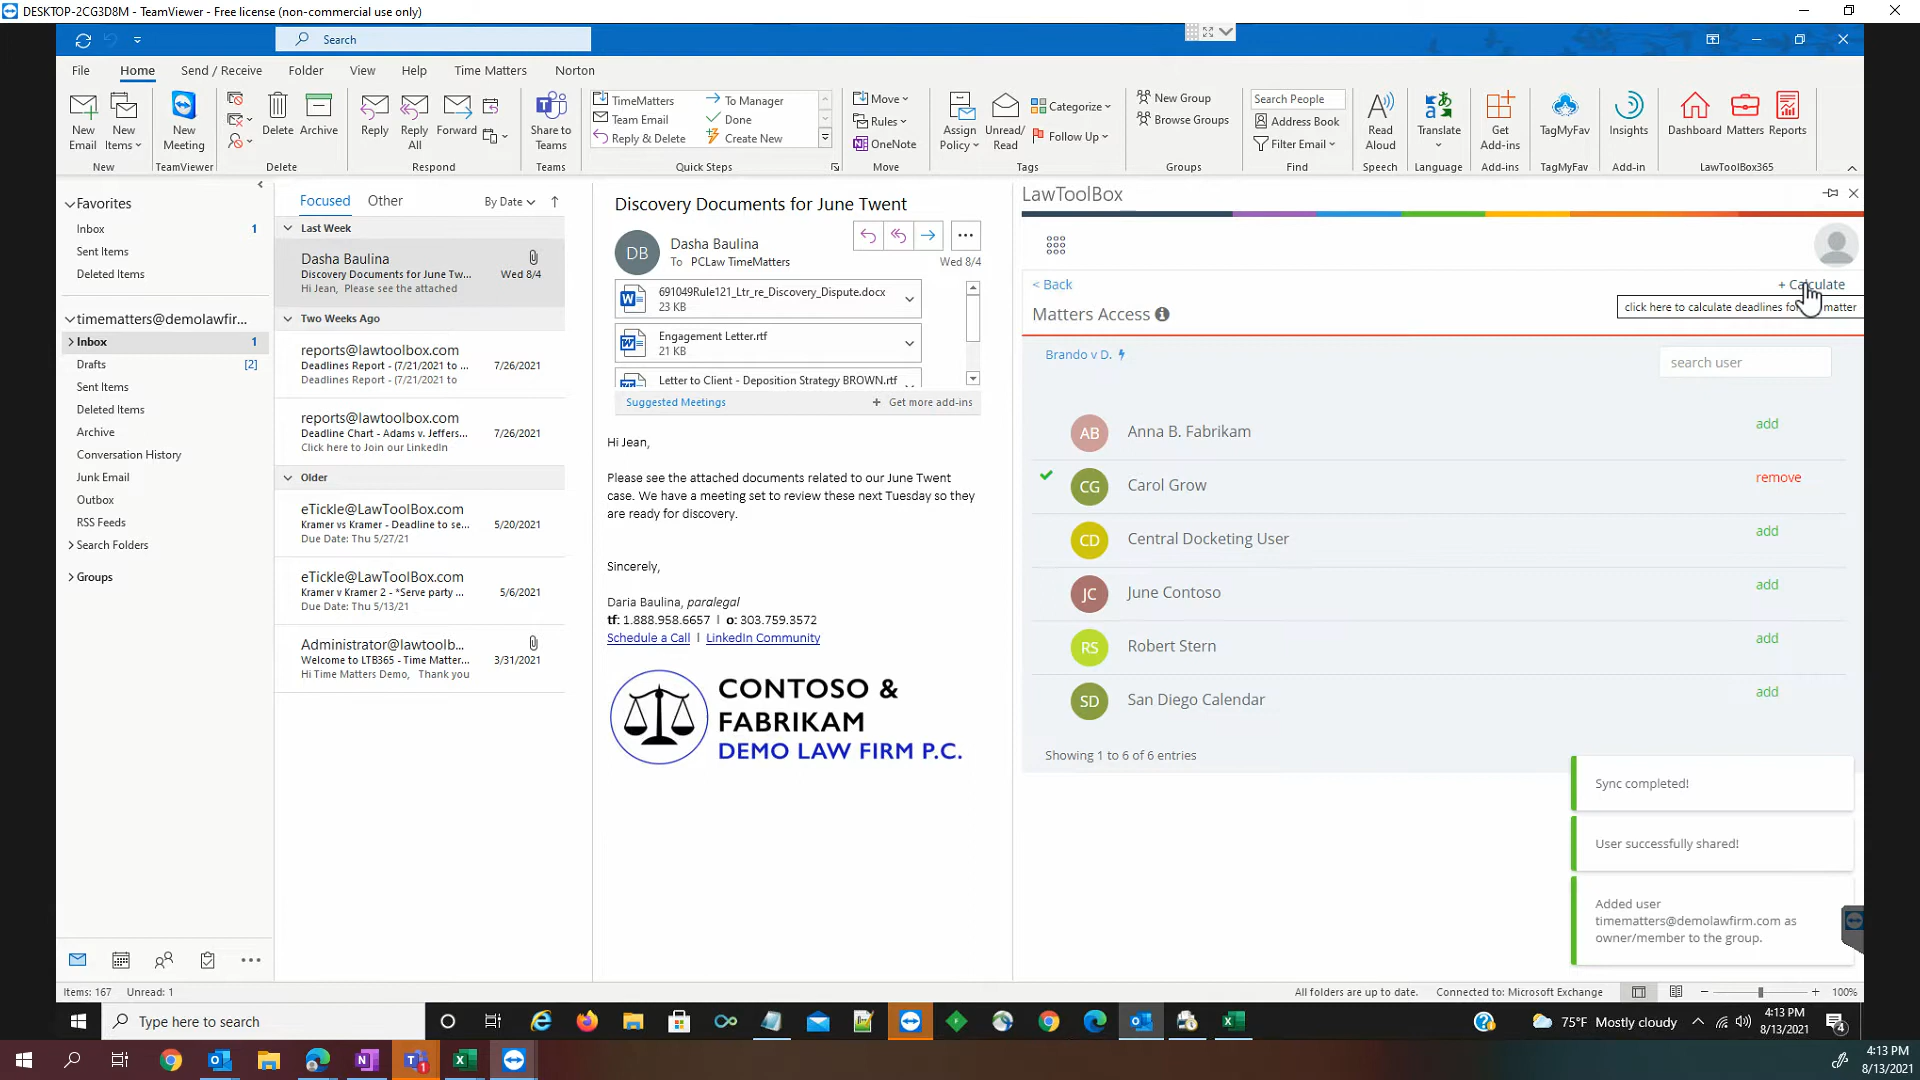 DESKTOP-2CG3D8M - TeamViewer - Free license (non-commercial use only)
Search
File Home Send / Receive Folder View Help Time Matters Norton
New Email
New Items
New
New Meeting
TeamViewer
Delete
Archive
Delete
Reply
Reply All
Forward
Respond
Share to Teams
Teams
TimeMatters
Team Email
Reply & Delete
To Manager
Done
Create New
Quick Steps
Move
Rules
OneNote
Move
Assign Policy
Unread/ Read
Categorize
Follow Up
Tags
New Group
Browse Groups
Groups
Search People
Address Book
Filter Email
Find
Read Aloud
Speech
Translate
Language
Get Add-ins
Add-ins
TagMyFav
TagMyFav
Insights
Add-in
Dashboard
Matters
Reports
LawToolBox365
Favorites
Inbox 1
Sent Items
Deleted Items
timematters@demolawfir...
Inbox 1
Drafts [2]
Sent Items
Deleted Items
Archive
Conversation History
Junk Email
Outbox
RSS Feeds
Search Folders
Groups
Focused Other By Date
Last Week
Dasha Baulina
Discovery Documents for June Tw... Wed 8/4
Hi Jean, Please see the attached
Two Weeks Ago
reports@lawtoolbox.com
Deadlines Report - (7/21/2021 to ... 7/26/21
Deadlines Report - (7/21/2021 to
reports@lawtoolbox.com
Deadline Chart - Adams v. Jeffers... 7/26/21
Click here to Join our LinkedIn
Older
eTickle@LawToolBox.com
Kramer vs Kramer - Deadline to se... 5/20/2021
Due Date: Thu 5/27/21
eTickle@LawToolBox.com
Kramer v Kramer 2 - *Serve party ... 5/6/2021
Due Date: Thu 5/13/21
Administrator@lawtoolb...
Welcome to LTB365 - Time Matter... 3/31/2021
Hi Time Matters Demo, Thank you
Discovery Documents for June Twent
DB
Dasha Baulina
To PCLaw TimeMatters
Wed 8/4
691049Rule121_Ltr_re_Discovery_Dispute.docx
23 KB
Engagement Letter.rtf
21 KB
Letter to Client - Deposition Strategy BROWN.rtf
Suggested Meetings + Get more add-ins
Hi Jean,
Please see the attached documents related to our June Twent
case. We have a meeting set to review these next Tuesday so they
are ready for discovery.
Sincerely,
Daria Baulina, paralegal
tf: 1.888.958.6657 | o: 303.759.3572
Schedule a Call | LinkedIn Community
CONTOSO &
FABRIKAM
DEMO LAW FIRM P.C.
LawToolBox
< Back + Calculate
click here to calculate deadlines matter
Matters Access
Brando v D.
search user
AB Anna B. Fabrikam add
CG Carol Grow remove
CD Central Docketing User add
JC June Contoso add
RS Robert Stern add
SD San Diego Calendar add
Showing 1 to 6 of 6 entries
Sync completed!
User successfully shared!
Added user
timematters@demolawfirm.com as
owner/member to the group.
Items: 167 Unread: 1 All folders are up to date. Connected to: Microsoft Exchange 100%
Type here to search 75°F Mostly cloudy 4:13 PM
8/13/2021 4
1 4:13 PM
8/13/2021